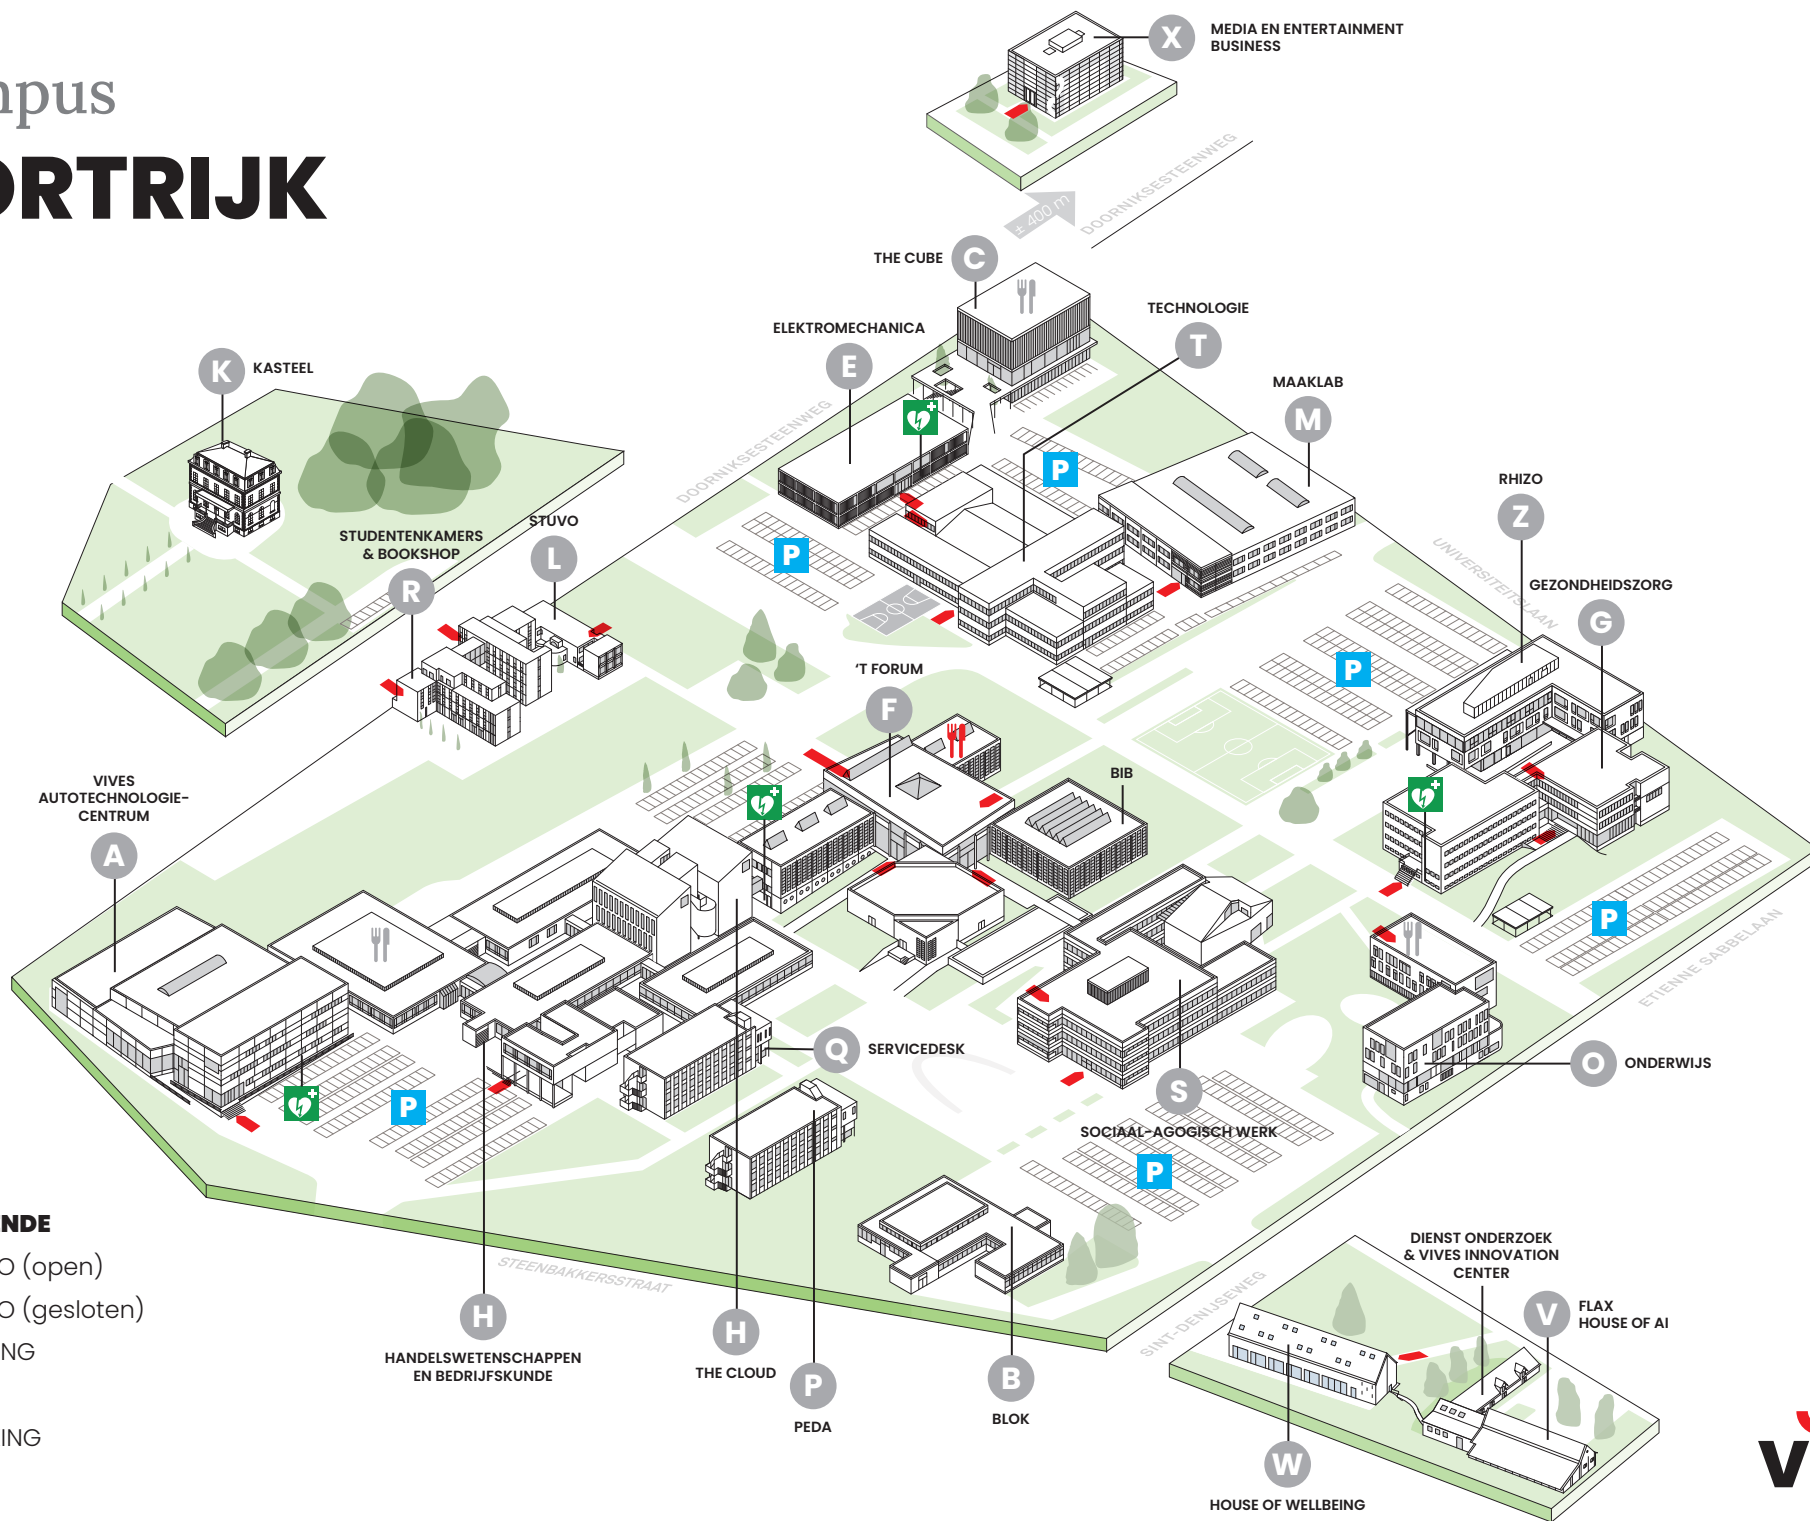 mpus
ORTRIJK
X
MEDIA EN ENTERTAINMENT
BUSINESS
DOORNIKSESTEENWEG
± 400 m
THE CUBE
C
TECHNOLOGIE
T
ELEKTROMECHANICA
E
MAAKLAB
M
K
KASTEEL
DOORNIKSESTEENWEG
P
RHIZO
Z
STUDENTENKAMERS
& BOOKSHOP
R
STUVO
L
P
UNIVERSITEITSLAAN
GEZONDHEIDSZORG
G
P
'T FORUM
F
BIB
VIVES
AUTOTECHNOLOGIE-
CENTRUM
A
P
ETIENNE SABBELAAN
Q
SERVICEDESK
O
ONDERWIJS
S
SOCIAAL-AGOGISCH WERK
P
P
ENDE
O (open)
O (gesloten)
NG
ING
STEENBAKKERSSTRAAT
SINT-DENIJSEWEG
H
HANDELSWETENSCHAPPEN
EN BEDRIJFSKUNDE
H
THE CLOUD
P
PEDA
B
BLOK
DIENST ONDERZOEK
& VIVES INNOVATION
CENTER
V
FLAX
HOUSE OF AI
W
HOUSE OF WELLBEING
V